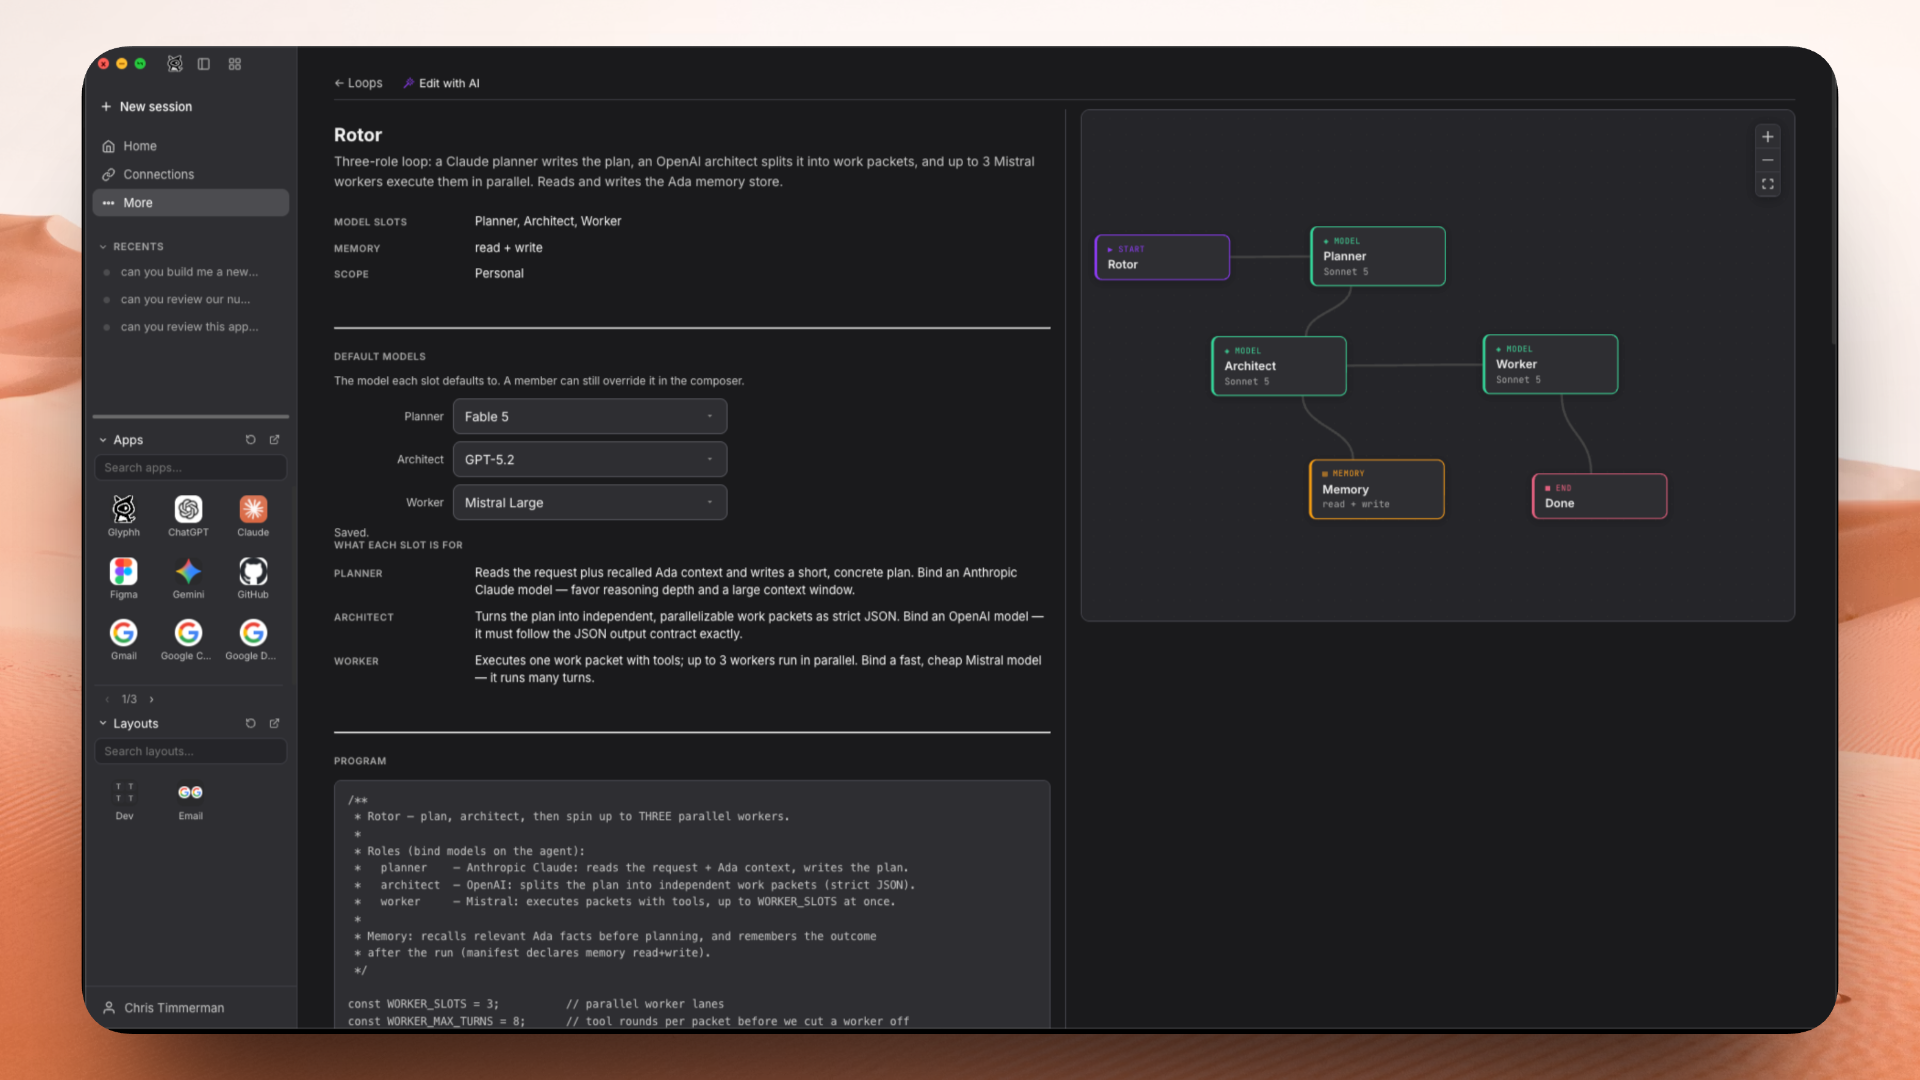 New session
Home
Connections
More
RECENTS
can you build me a new...
can you review our nu...
can you review this app...
Apps
Search apps...
Glyphh
ChatGPT
Claude
Figma
Gemini
GitHub
Gmail
Google C...
Google D...
1/3
Layouts
Search layouts...
T T
T T
Dev
Email
Chris Timmerman
← Loops
Edit with AI
Rotor
Three-role loop: a Claude planner writes the plan, an OpenAI architect splits it into work packets, and up to 3 Mistral
workers execute them in parallel. Reads and writes the Ada memory store.
MODEL SLOTS Planner, Architect, Worker
MEMORY read + write
SCOPE Personal
DEFAULT MODELS
The model each slot defaults to. A member can still override it in the composer.
Planner Fable 5
Architect GPT-5.2
Worker Mistral Large
Saved.
WHAT EACH SLOT IS FOR
PLANNER Reads the request plus recalled Ada context and writes a short, concrete plan. Bind an Anthropic
Claude model — favor reasoning depth and a large context window.
ARCHITECT Turns the plan into independent, parallelizable work packets as strict JSON. Bind an OpenAI model —
it must follow the JSON output contract exactly.
WORKER Executes one work packet with tools; up to 3 workers run in parallel. Bind a fast, cheap Mistral model
— it runs many turns.
PROGRAM
/**
* Rotor — plan, architect, then spin up to THREE parallel workers.
*
* Roles (bind models on the agent):
* planner — Anthropic Claude: reads the request + Ada context, writes the plan.
* architect — OpenAI: splits the plan into independent work packets (strict JSON).
* worker — Mistral: executes packets with tools, up to WORKER_SLOTS at once.
*
* Memory: recalls relevant Ada facts before planning, and remembers the outcome
* after the run (manifest declares memory read+write).
*/
const WORKER_SLOTS = 3; // parallel worker lanes
const WORKER_MAX_TURNS = 8; // tool rounds per packet before we cut a worker off
START
Rotor
MODEL
Planner
Sonnet 5
MODEL
Architect
Sonnet 5
MODEL
Worker
Sonnet 5
MEMORY
Memory
read + write
END
Done